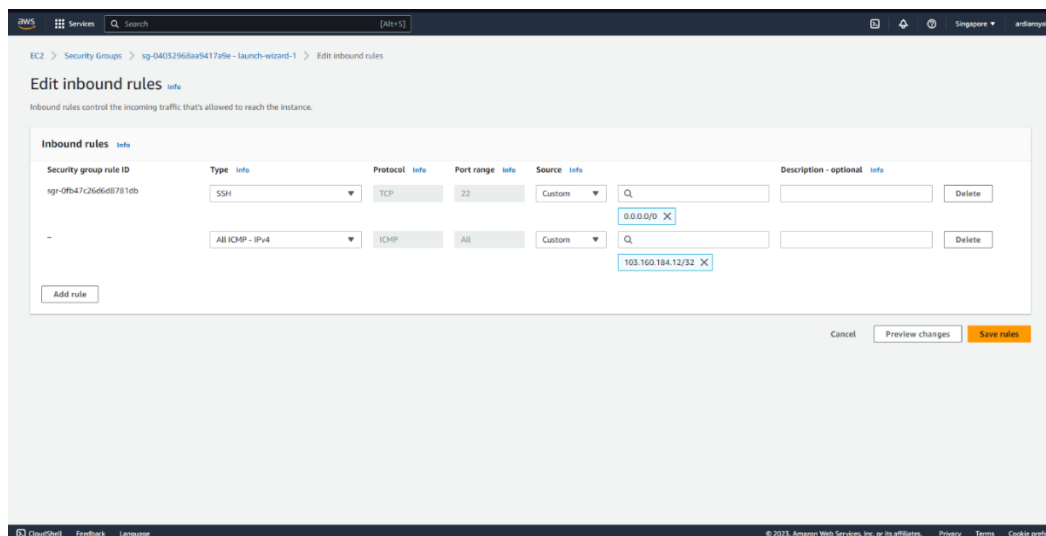 aws Services Search [Alt+S] Singapore ardiansya
EC2 > Security Groups > sg-04032968aa9417a9e - launch-wizard-1 > Edit inbound rules
Edit inbound rules Info
Inbound rules control the incoming traffic that's allowed to reach the instance.
Inbound rules Info
Security group rule ID Type Info Protocol Info Port range Info Source Info Description - optional Info
sgr-0fb47c26d6d8781db SSH TCP 22 Custom Delete
0.0.0.0/0
– All ICMP - IPv4 ICMP All Custom Delete
103.160.184.12/32
Add rule
Cancel Preview changes Save rules
CloudShell Feedback Language © 2023, Amazon Web Services, Inc. or its affiliates. Privacy Terms Cookie prefe